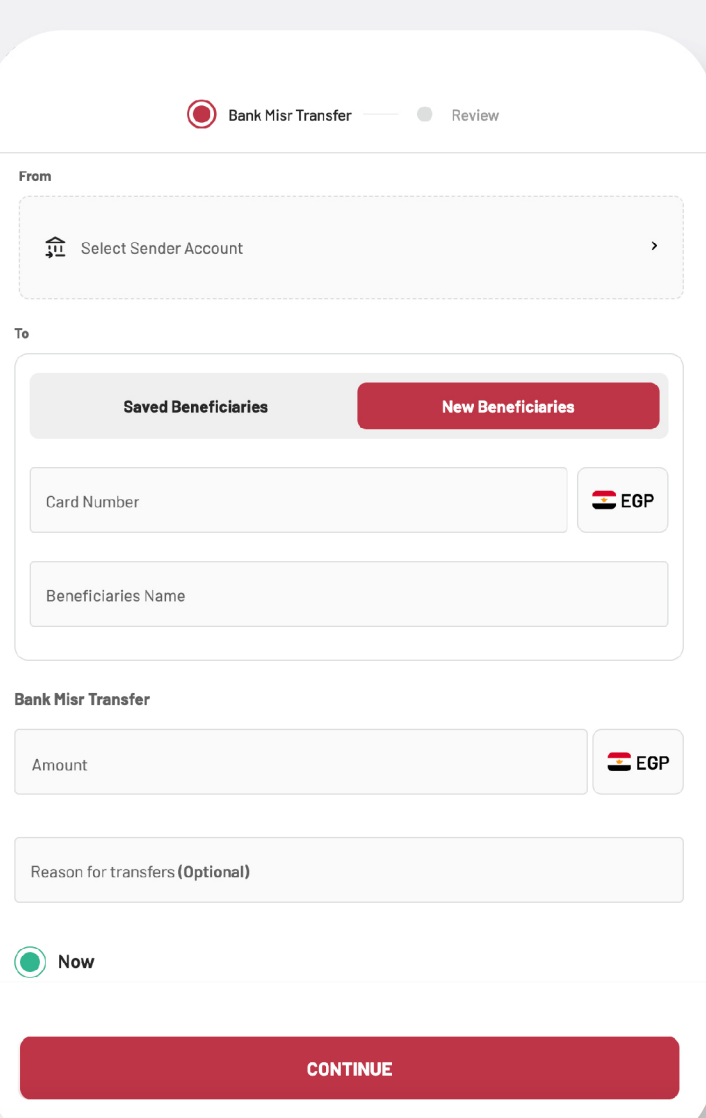 Bank Misr Transfer Review
From
Select Sender Account
To
Saved Beneficiaries New Beneficiaries
Card Number EGP
Beneficiaries Name
Bank Misr Transfer
Amount EGP
Reason for transfers (Optional)
Now
CONTINUE